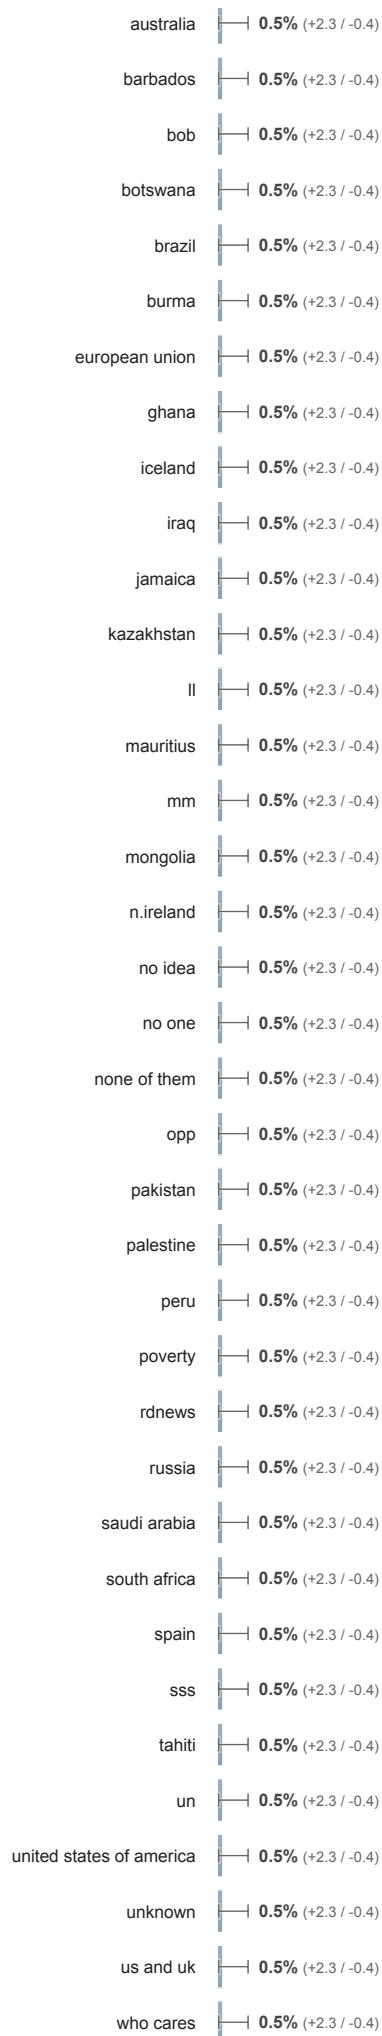 australia 0.5% (+2.3 / -0.4)
barbados 0.5% (+2.3 / -0.4)
bob 0.5% (+2.3 / -0.4)
botswana 0.5% (+2.3 / -0.4)
brazil 0.5% (+2.3 / -0.4)
burma 0.5% (+2.3 / -0.4)
european union 0.5% (+2.3 / -0.4)
ghana 0.5% (+2.3 / -0.4)
iceland 0.5% (+2.3 / -0.4)
iraq 0.5% (+2.3 / -0.4)
jamaica 0.5% (+2.3 / -0.4)
kazakhstan 0.5% (+2.3 / -0.4)
ll 0.5% (+2.3 / -0.4)
mauritius 0.5% (+2.3 / -0.4)
mm 0.5% (+2.3 / -0.4)
mongolia 0.5% (+2.3 / -0.4)
n.ireland 0.5% (+2.3 / -0.4)
no idea 0.5% (+2.3 / -0.4)
no one 0.5% (+2.3 / -0.4)
none of them 0.5% (+2.3 / -0.4)
opp 0.5% (+2.3 / -0.4)
pakistan 0.5% (+2.3 / -0.4)
palestine 0.5% (+2.3 / -0.4)
peru 0.5% (+2.3 / -0.4)
poverty 0.5% (+2.3 / -0.4)
rdnews 0.5% (+2.3 / -0.4)
russia 0.5% (+2.3 / -0.4)
saudi arabia 0.5% (+2.3 / -0.4)
south africa 0.5% (+2.3 / -0.4)
spain 0.5% (+2.3 / -0.4)
sss 0.5% (+2.3 / -0.4)
tahiti 0.5% (+2.3 / -0.4)
un 0.5% (+2.3 / -0.4)
united states of america 0.5% (+2.3 / -0.4)
unknown 0.5% (+2.3 / -0.4)
us and uk 0.5% (+2.3 / -0.4)
who cares 0.5% (+2.3 / -0.4)